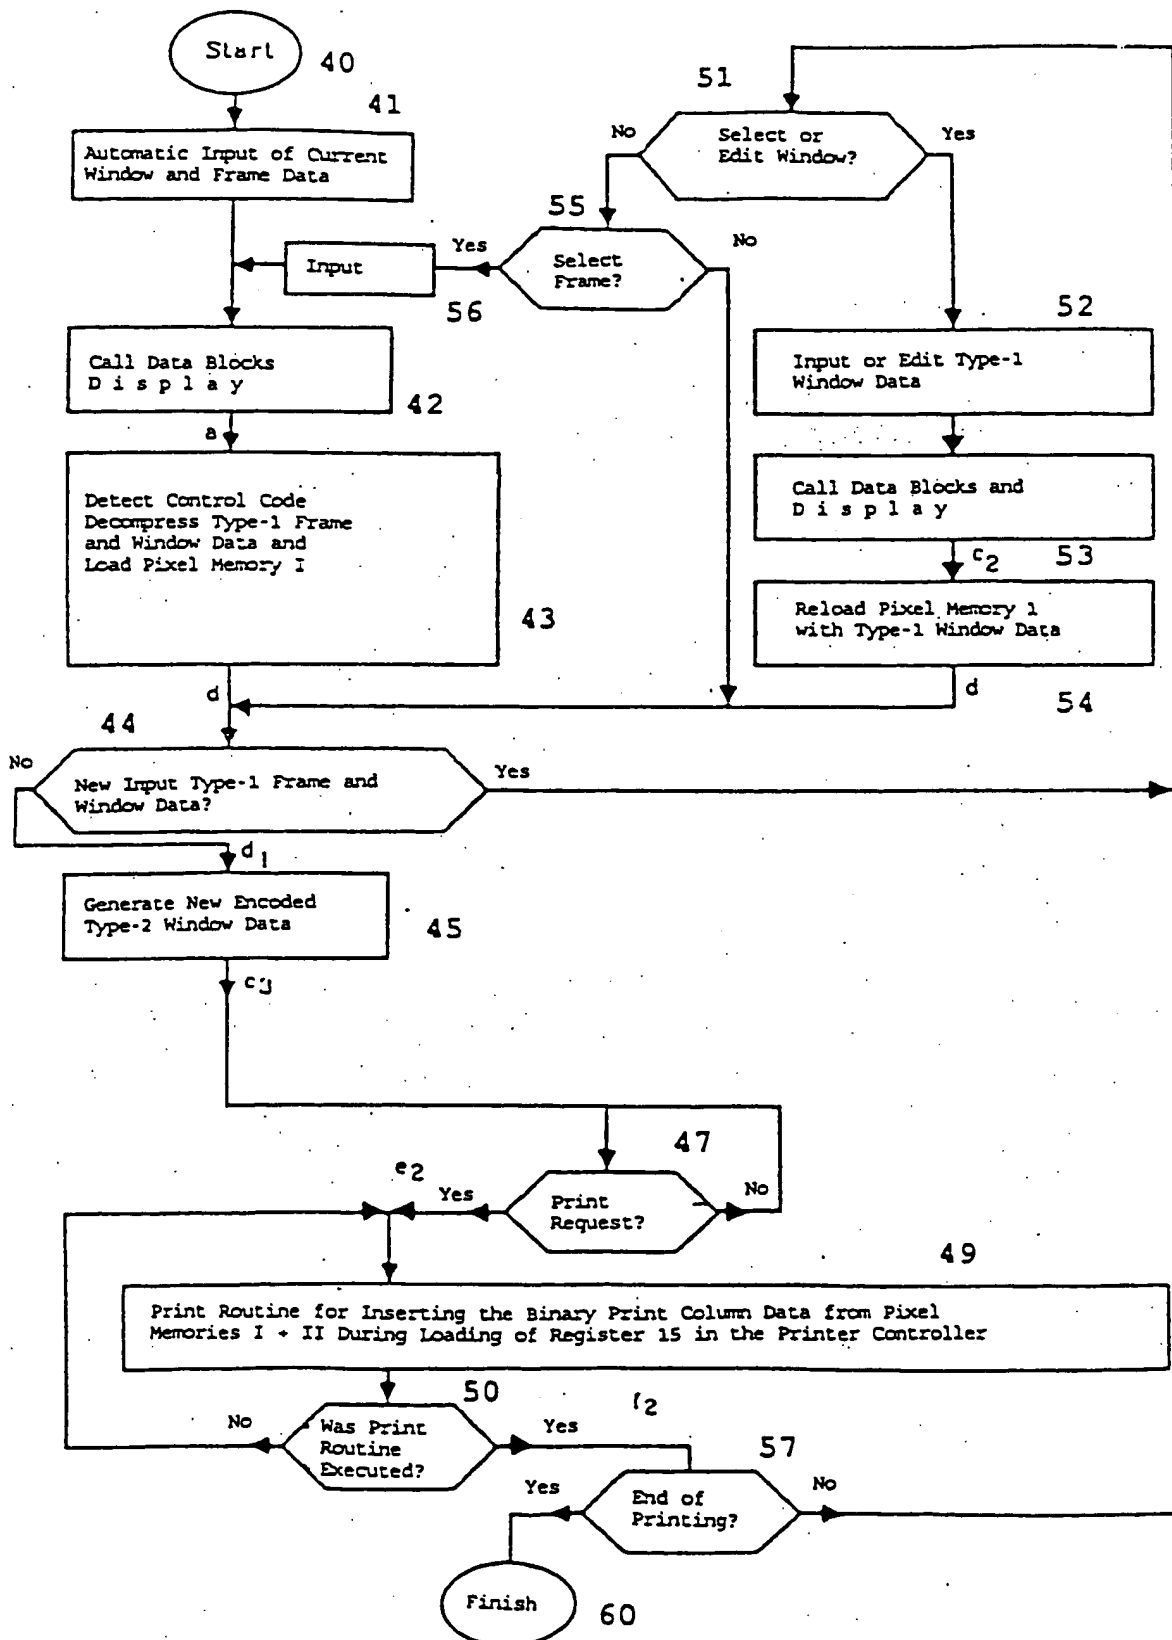 Start
40
41
Automatic Input of Current
Window and Frame Data
51
Select or
Edit Window?
No
Yes
55
Select
Frame?
Yes
No
Input
56
Call Data Blocks
D i s p l a y
42
a
52
Input or Edit Type-1
Window Data
Call Data Blocks and
D i s p l a y
c2
53
Reload Pixel Memory 1
with Type-1 Window Data
d
54
Detect Control Code
Decompress Type-1 Frame
and Window Data and
Load Pixel Memory I
43
d
44
No
New Input Type-1 Frame and
Window Data?
Yes
d1
Generate New Encoded
Type-2 Window Data
45
c3
47
e2
Yes
Print
Request?
No
49
Print Routine for Inserting the Binary Print Column Data from Pixel
Memories I + II During Loading of Register 15 in the Printer Controller
50
f2
No
Was Print
Routine
Executed?
Yes
57
Yes
End of
Printing?
No
Finish
60